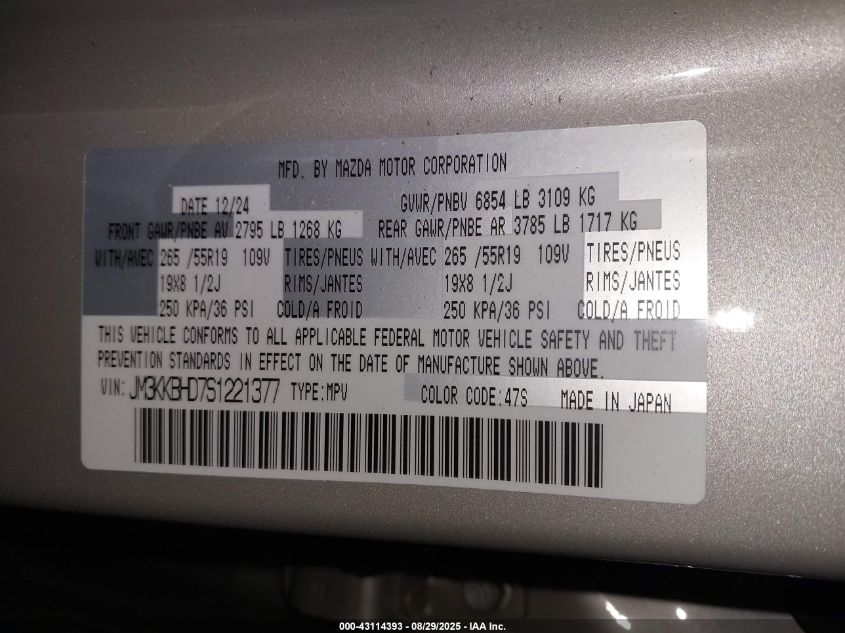 MFD. BY MAZDA MOTOR CORPORATION
DATE 12/24 GVWR/PNBV 6854 LB 3109 KG
FRONT GAWR/PNBE AV 2795 LB 1268 KG REAR GAWR/PNBE AR 3785 LB 1717 KG
WITH/AVEC 265 /55R19 109V TIRES/PNEUS WITH/AVEC 265 /55R19 109V TIRES/PNEUS
19X8 1/2J RIMS/JANTES 19X8 1/2J RIMS/JANTES
250 KPA/36 PSI COLD/A FROID 250 KPA/36 PSI COLD/A FROID
THIS VEHICLE CONFORMS TO ALL APPLICABLE FEDERAL MOTOR VEHICLE SAFETY AND THEFT
PREVENTION STANDARDS IN EFFECT ON THE DATE OF MANUFACTURE SHOWN ABOVE.
VIN: JM3KKBHD7S1221377 TYPE:MPV COLOR CODE:47S MADE IN JAPAN
000-43114393 - 08/29/2025 - IAA Inc.